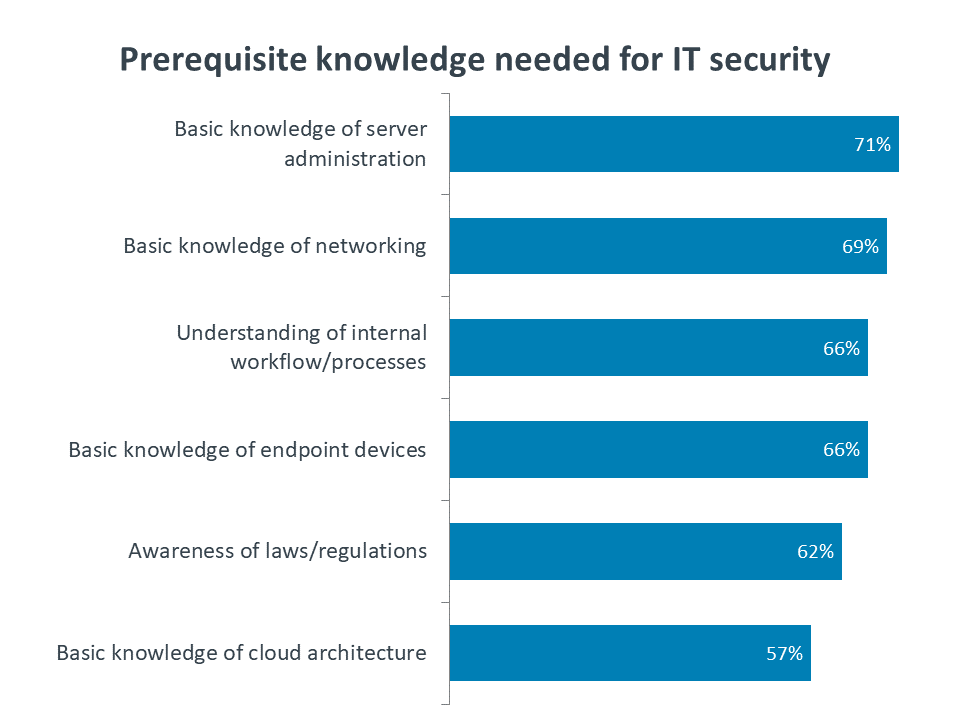 Prerequisite knowledge needed for IT security
Basic knowledge of server
administration
71%
Basic knowledge of networking
69%
Understanding of internal
workflow/processes
66%
Basic knowledge of endpoint devices
66%
Awareness of laws/regulations
62%
Basic knowledge of cloud architecture
57%